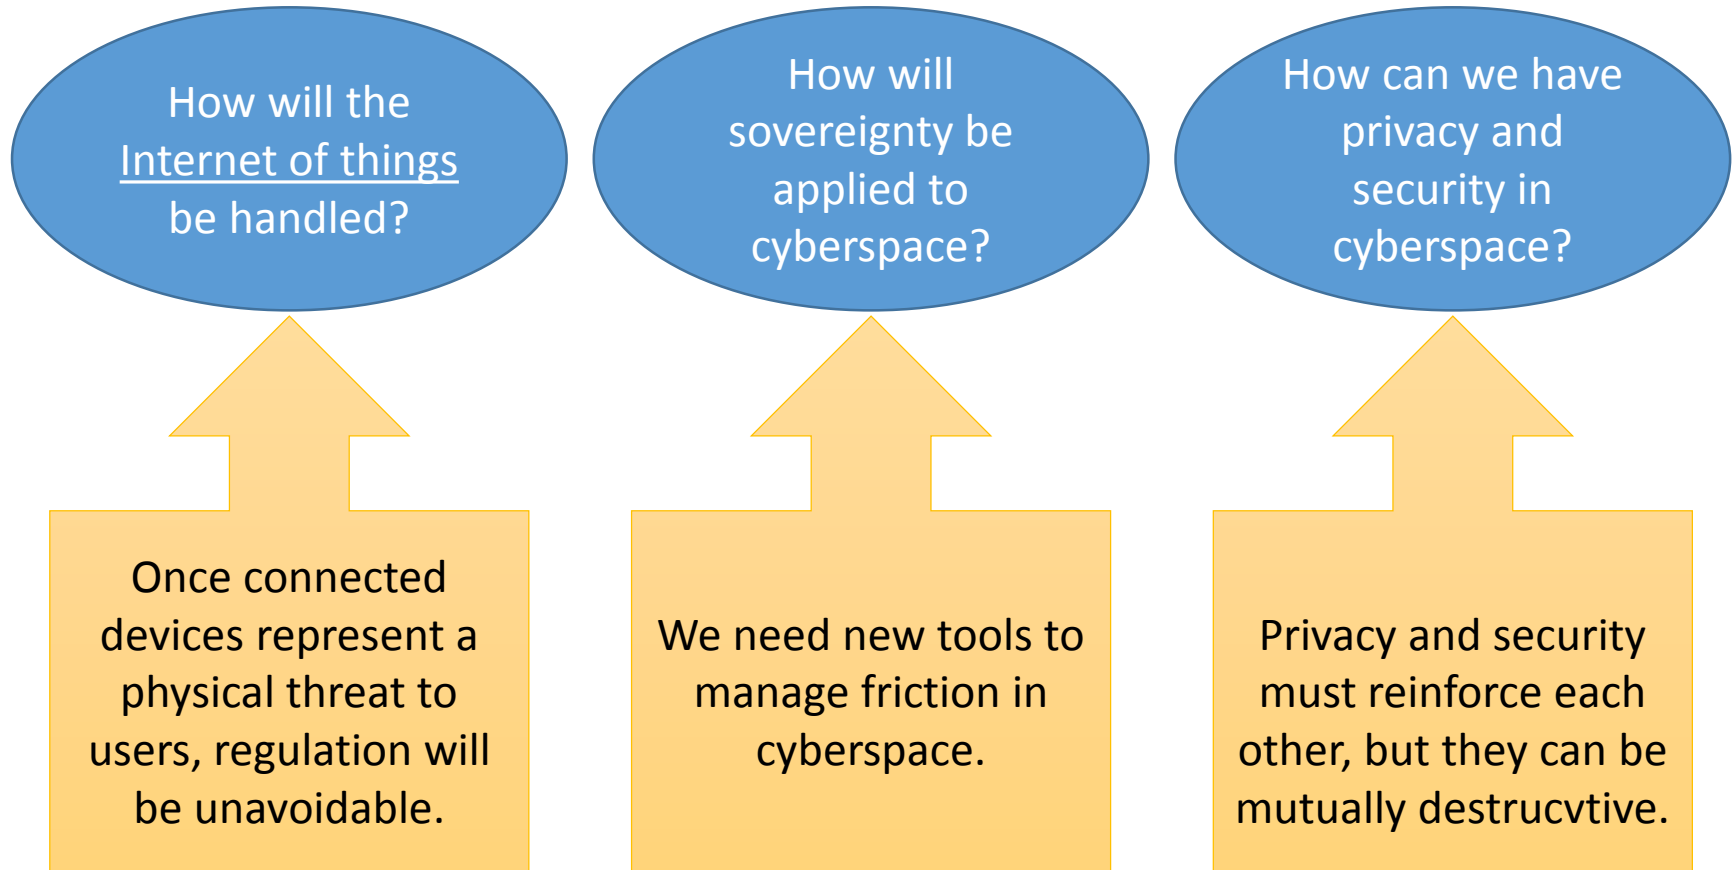 How will the
Internet of things
be handled?
How will
sovereignty be
applied to
cyberspace?
How can we have
privacy and
security in
cyberspace?
Once connected
devices represent a
physical threat to
users, regulation will
be unavoidable.
We need new tools to
manage friction in
cyberspace.
Privacy and security
must reinforce each
other, but they can be
mutually destrucvtive.